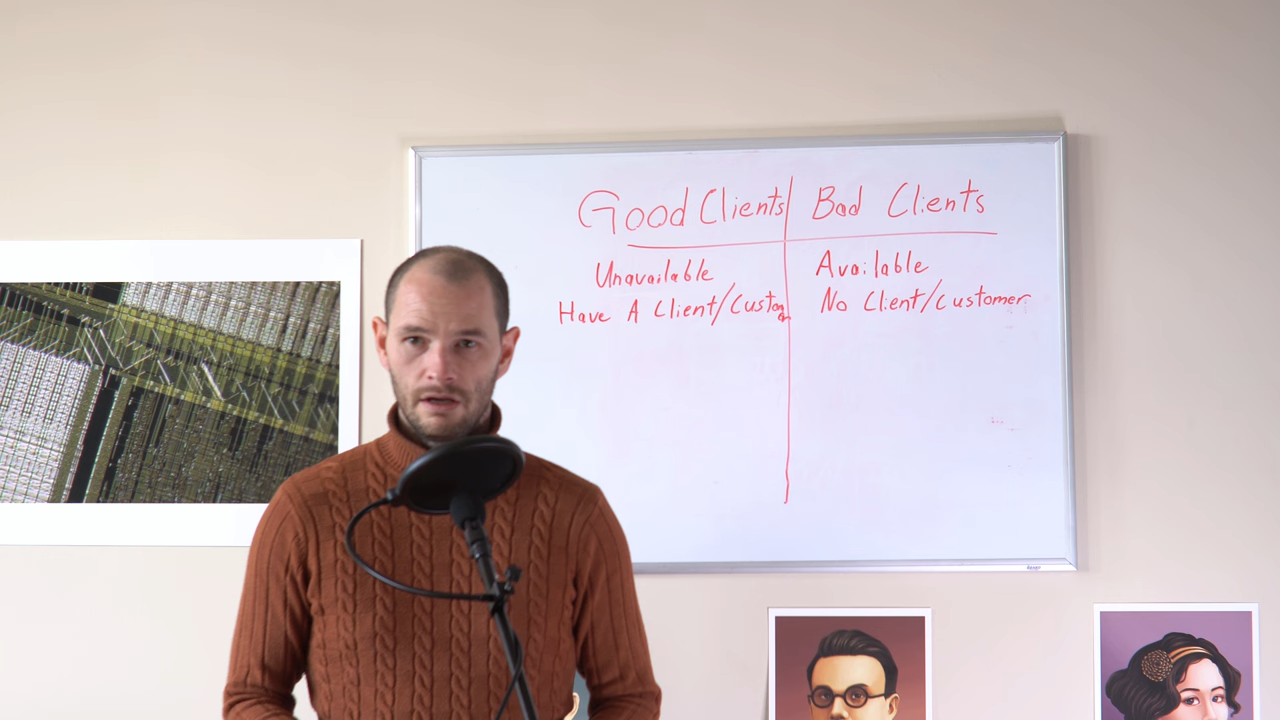 Good Clients
Bad Clients
Unavailable
Available
Have A Client/Custom
No Client/Customer